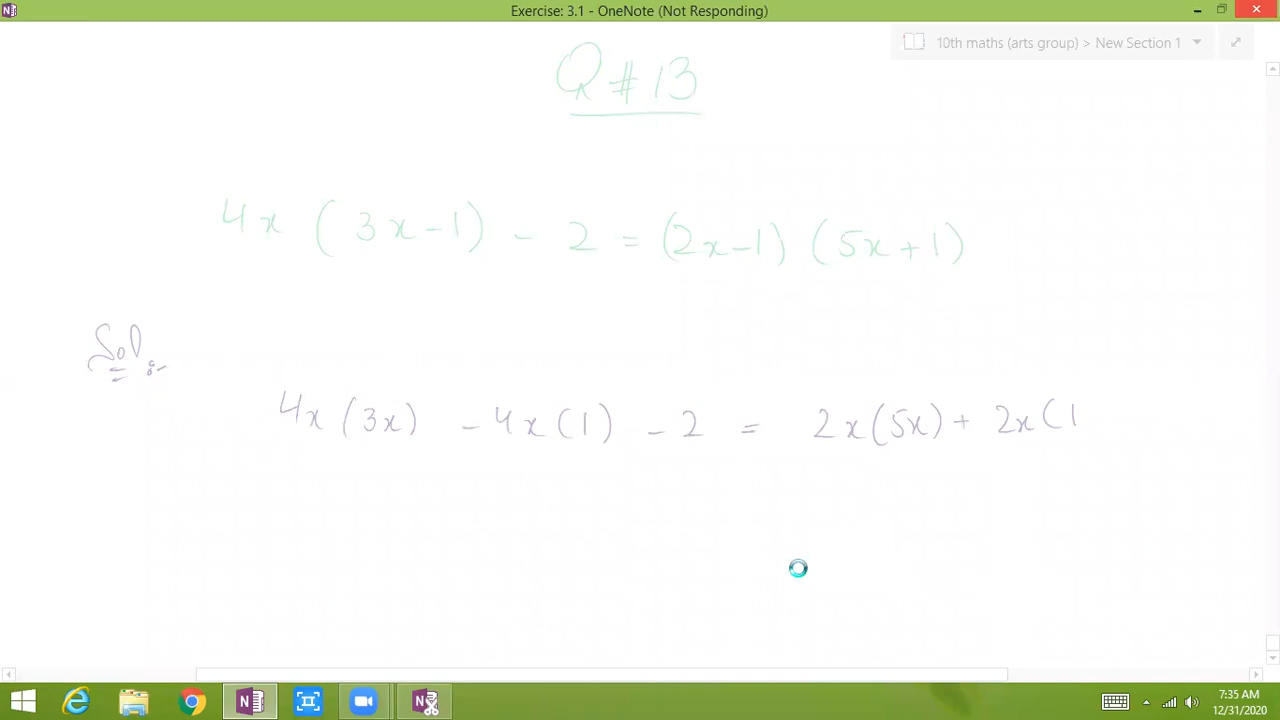 Exercise: 3.1 - OneNote (Not Responding)
10th maths (arts group) > New Section 1
Q # 13
4x (3x-1) - 2 = (2x-1) (5x+1)
Sol:
4x(3x) - 4x(1) - 2 = 2x(5x) + 2x(1
7:35 AM
12/31/2020